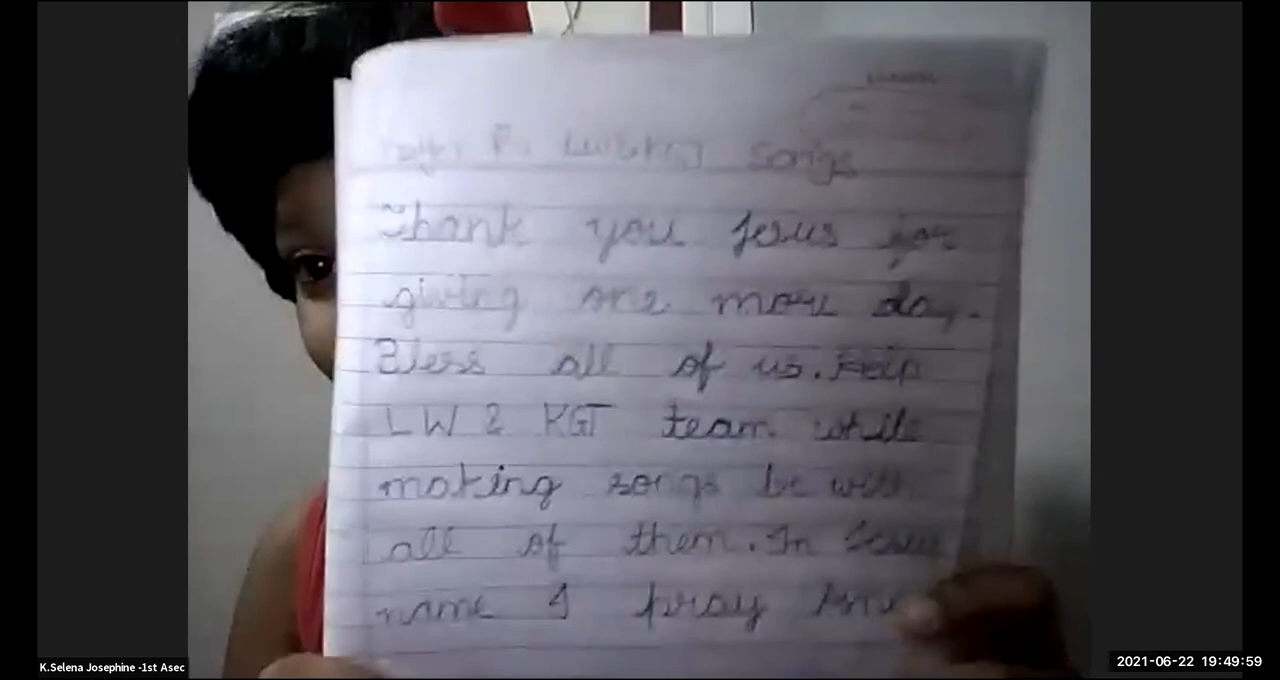 songs
Thank you Jesus for
giving one more day.
Bless all of us. Help
LW & KGT team while
making songs be with
all of them. In Jesus
name I pray
K.Selena Josephine -1st Asec
2021-06-22 19:49:59